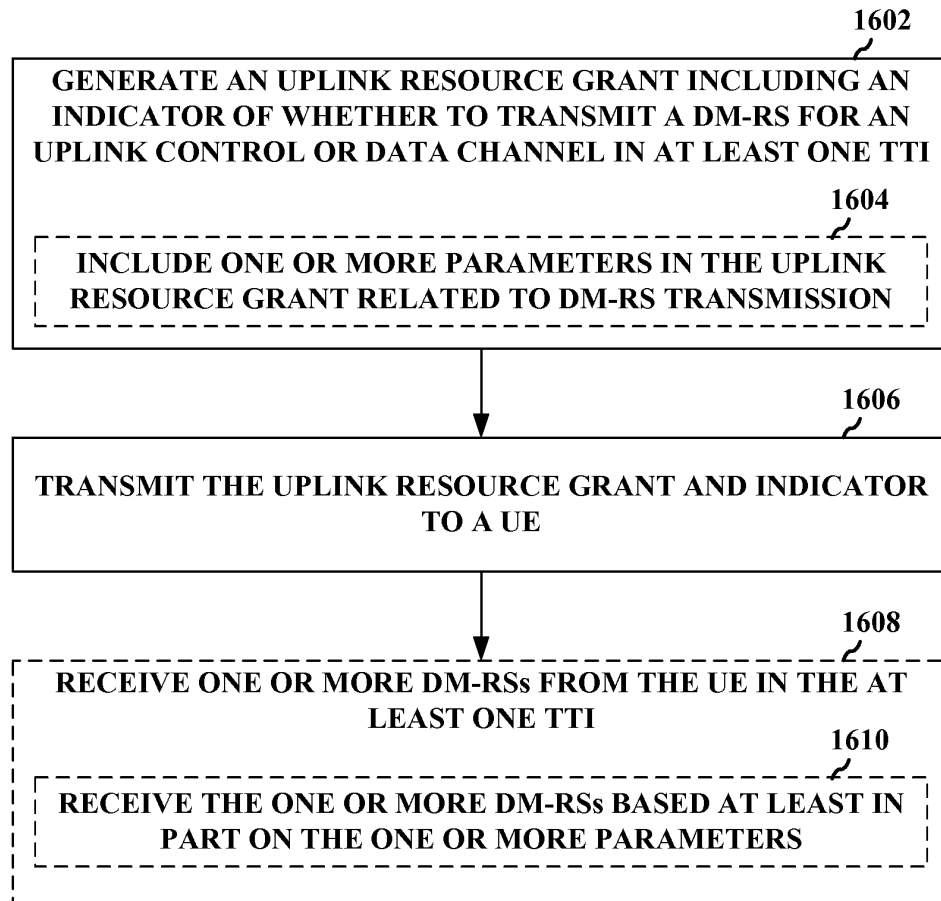 1602
GENERATE AN UPLINK RESOURCE GRANT INCLUDING AN
INDICATOR OF WHETHER TO TRANSMIT A DM-RS FOR AN
UPLINK CONTROL OR DATA CHANNEL IN AT LEAST ONE TTI
1604
INCLUDE ONE OR MORE PARAMETERS IN THE UPLINK
RESOURCE GRANT RELATED TO DM-RS TRANSMISSION
1606
TRANSMIT THE UPLINK RESOURCE GRANT AND INDICATOR
TO A UE
1608
RECEIVE ONE OR MORE DM-RSs FROM THE UE IN THE AT
LEAST ONE TTI
1610
RECEIVE THE ONE OR MORE DM-RSs BASED AT LEAST IN
PART ON THE ONE OR MORE PARAMETERS